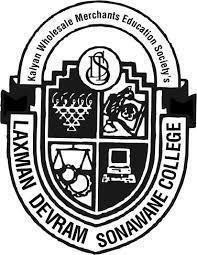 Kalyan Wholesale Merchants Education Society's
LAXMAN DEVRAM SONAWANE COLLEGE